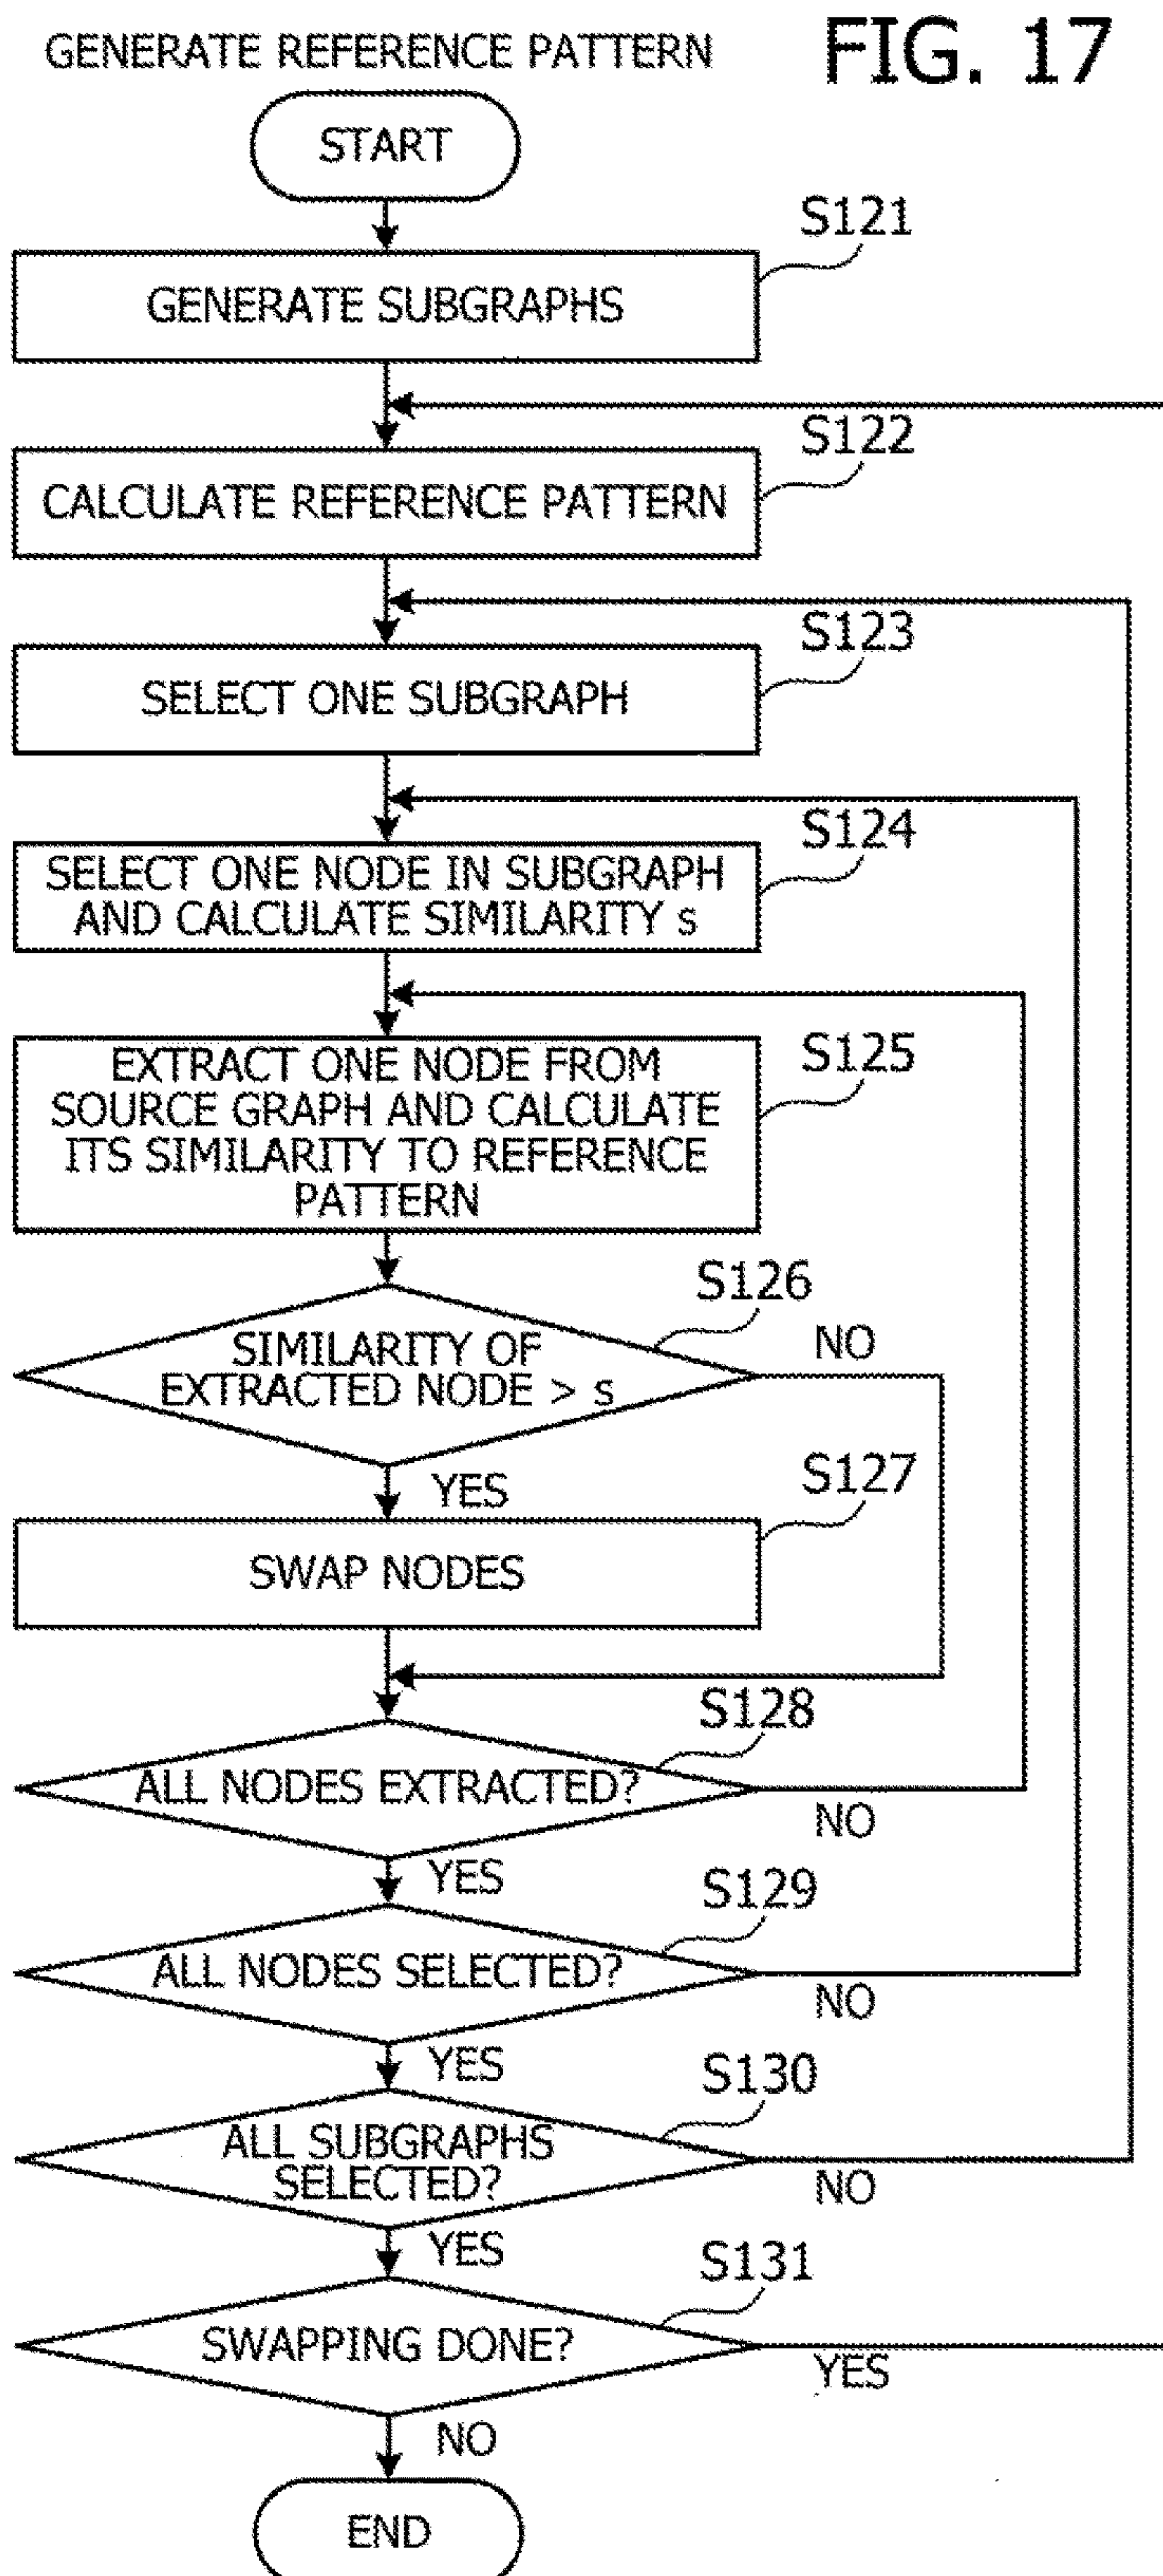 GENERATE REFERENCE PATTERN
FIG. 17
START
S121
GENERATE SUBGRAPHS
S122
CALCULATE REFERENCE PATTERN
S123
SELECT ONE SUBGRAPH
S124
SELECT ONE NODE IN SUBGRAPH
AND CALCULATE SIMILARITY s
S125
EXTRACT ONE NODE FROM
SOURCE GRAPH AND CALCULATE
ITS SIMILARITY TO REFERENCE
PATTERN
S126
SIMILARITY OF
EXTRACTED NODE > s
NO
YES
S127
SWAP NODES
S128
ALL NODES EXTRACTED?
NO
YES
S129
ALL NODES SELECTED?
NO
YES
S130
ALL SUBGRAPHS
SELECTED?
NO
YES
S131
SWAPPING DONE?
YES
NO
END